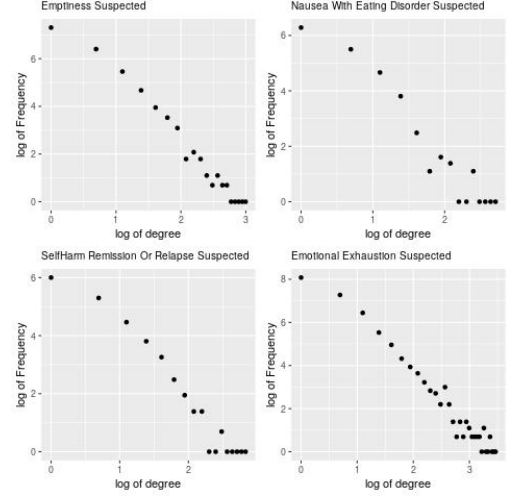 Emptiness Suspected
6
4
2
0
log of Frequency
0
1
2
3
log of degree
Nausea With Eating Disorder Suspected
6
4
2
0
log of Frequency
0
1
2
log of degree
SelfHarm Remission Or Relapse Suspected
6
4
2
0
log of Frequency
0
1
2
log of degree
Emotional Exhaustion Suspected
8
6
4
2
0
log of Frequency
0
1
2
3
log of degree